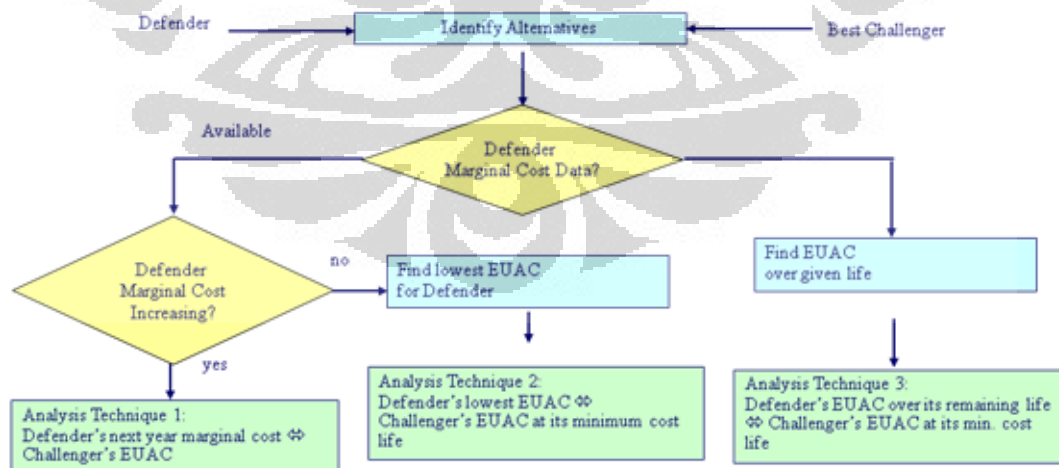 Defender
Identify Alternatives
Best Challenger
Available
Defender
Marginal Cost Data?
Defender
Marginal Cost
Increasing?
no
Find lowest EUAC
for Defender
Find EUAC
over given life
yes
Analysis Technique 1:
Defender's next year marginal cost ⇔
Challenger's EUAC
Analysis Technique 2:
Defender's lowest EUAC ⇔
Challenger's EUAC at its minimum cost
life
Analysis Technique 3:
Defender's EUAC over its remaining life
⇔ Challenger's EUAC at its min. cost
life